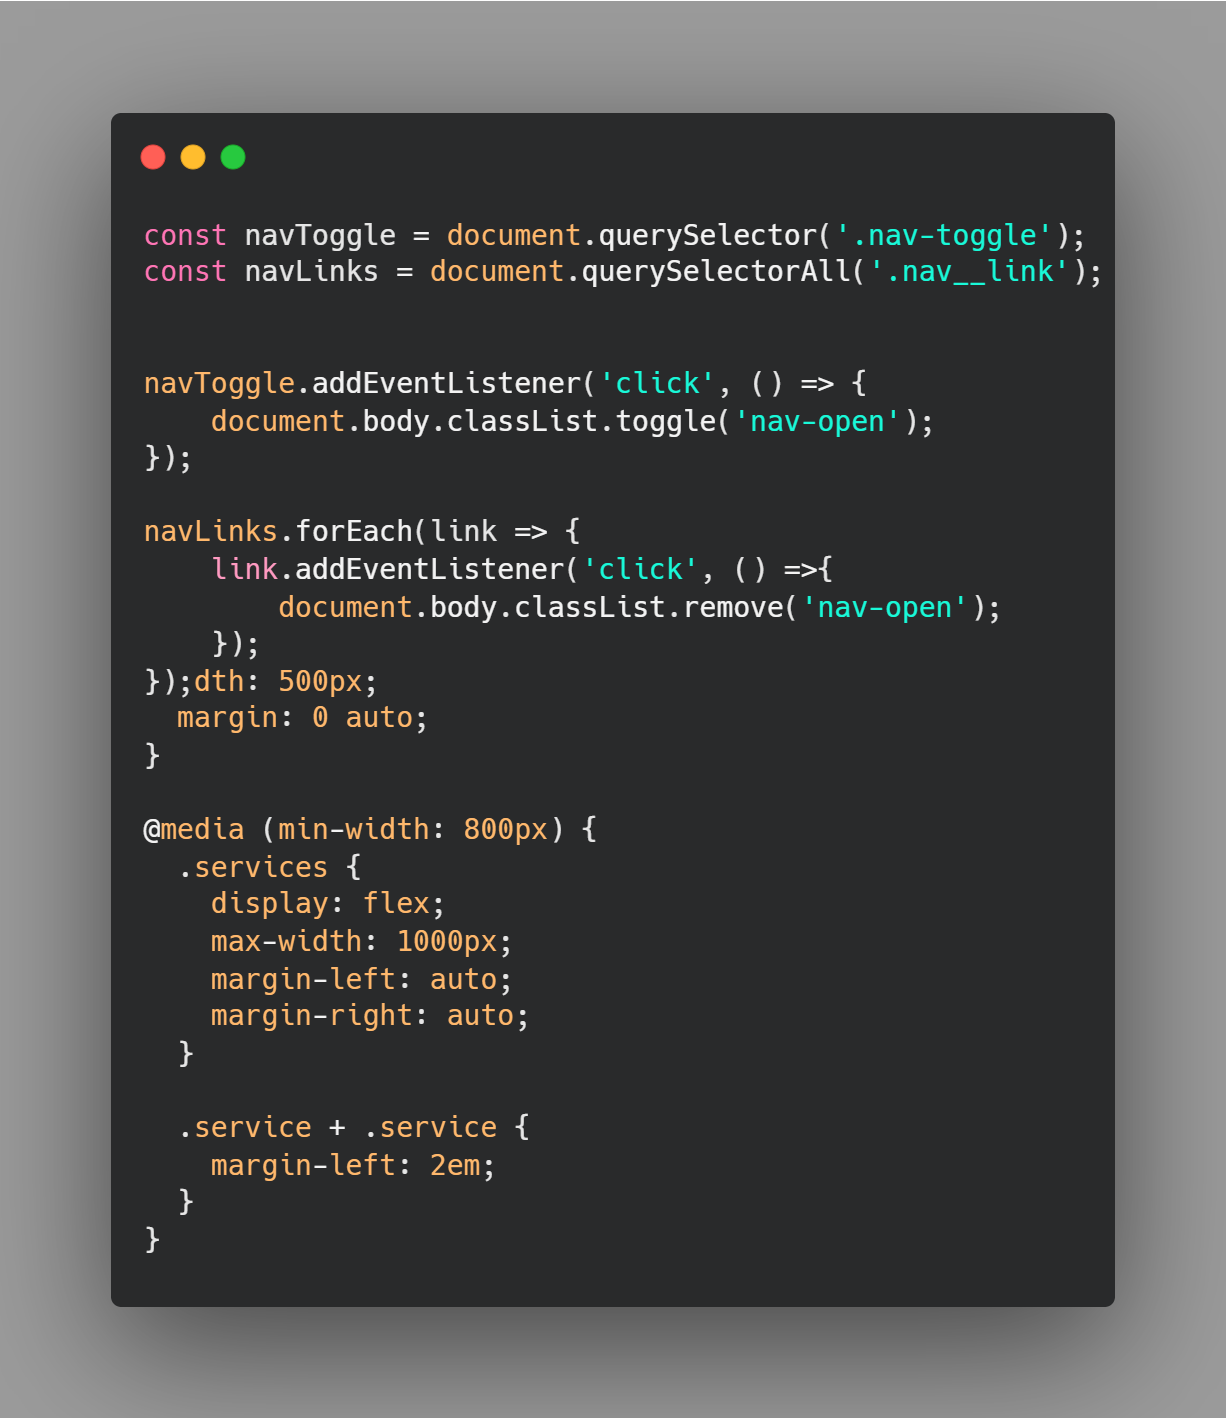 const navToggle = document.querySelector('.nav-toggle');
const navLinks = document.querySelectorAll('.nav__link');
navToggle.addEventListener('click', () => {
    document.body.classList.toggle('nav-open');
});
navLinks.forEach(link => {
    link.addEventListener('click', () =>{
        document.body.classList.remove('nav-open');
    });
});dth: 500px;
  margin: 0 auto;
}
@media (min-width: 800px) {
  .services {
    display: flex;
    max-width: 1000px;
    margin-left: auto;
    margin-right: auto;
  }
  .service + .service {
    margin-left: 2em;
  }
}